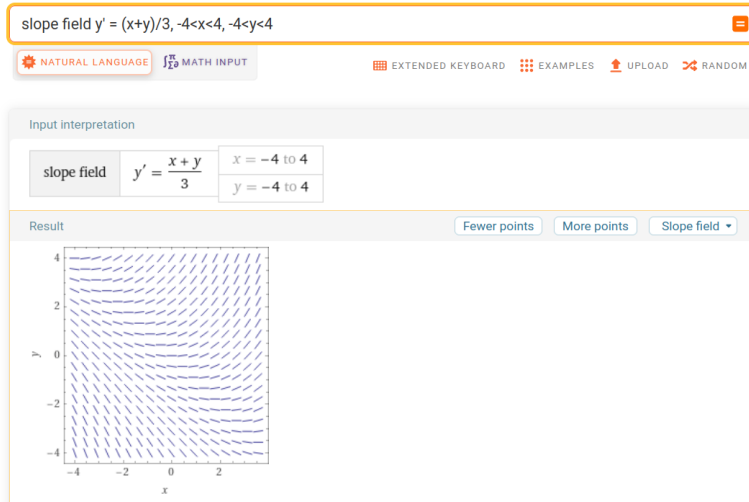 slope field y' = (x+y)/3, -4<x<4, -4<y<4
NATURAL LANGUAGE
∫Σπ∂ MATH INPUT
EXTENDED KEYBOARD
EXAMPLES
UPLOAD
RANDOM
Input interpretation
slope field
y′ = (x + y)/3
x = −4 to 4
y = −4 to 4
Result
Fewer points
More points
Slope field
4
2
0
−2
−4
y
−4 −2 0 2
x